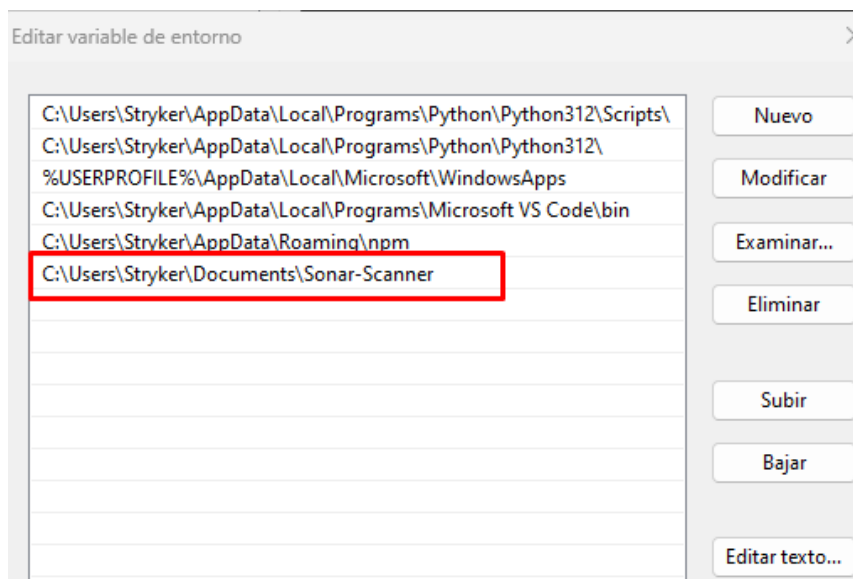 Editar variable de entorno
C:\Users\Stryker\AppData\Local\Programs\Python\Python312\Scripts\
C:\Users\Stryker\AppData\Local\Programs\Python\Python312\
%USERPROFILE%\AppData\Local\Microsoft\WindowsApps
C:\Users\Stryker\AppData\Local\Programs\Microsoft VS Code\bin
C:\Users\Stryker\AppData\Roaming\npm
C:\Users\Stryker\Documents\Sonar-Scanner
Nuevo
Modificar
Examinar...
Eliminar
Subir
Bajar
Editar texto...